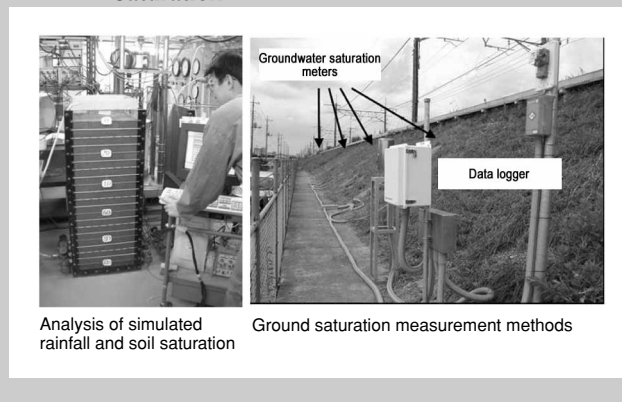 Groundwater saturation
meters
Data logger
Analysis of simulated
rainfall and soil saturation
Ground saturation measurement methods